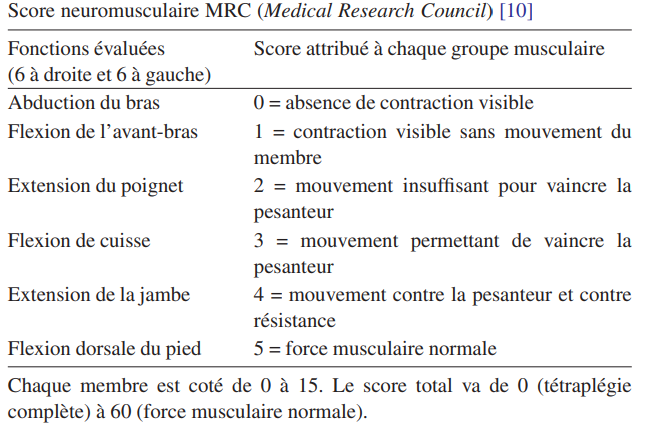 Score neuromusculaire MRC (Medical Research Council) [10]
Fonctions évaluées Score attribué à chaque groupe musculaire
(6 à droite et 6 à gauche)
Abduction du bras 0 = absence de contraction visible
Flexion de l’avant-bras 1 = contraction visible sans mouvement du
membre
Extension du poignet 2 = mouvement insuffisant pour vaincre la
pesanteur
Flexion de cuisse 3 = mouvement permettant de vaincre la
pesanteur
Extension de la jambe 4 = mouvement contre la pesanteur et contre
résistance
Flexion dorsale du pied 5 = force musculaire normale
Chaque membre est coté de 0 à 15. Le score total va de 0 (tétraplégie
complète) à 60 (force musculaire normale).